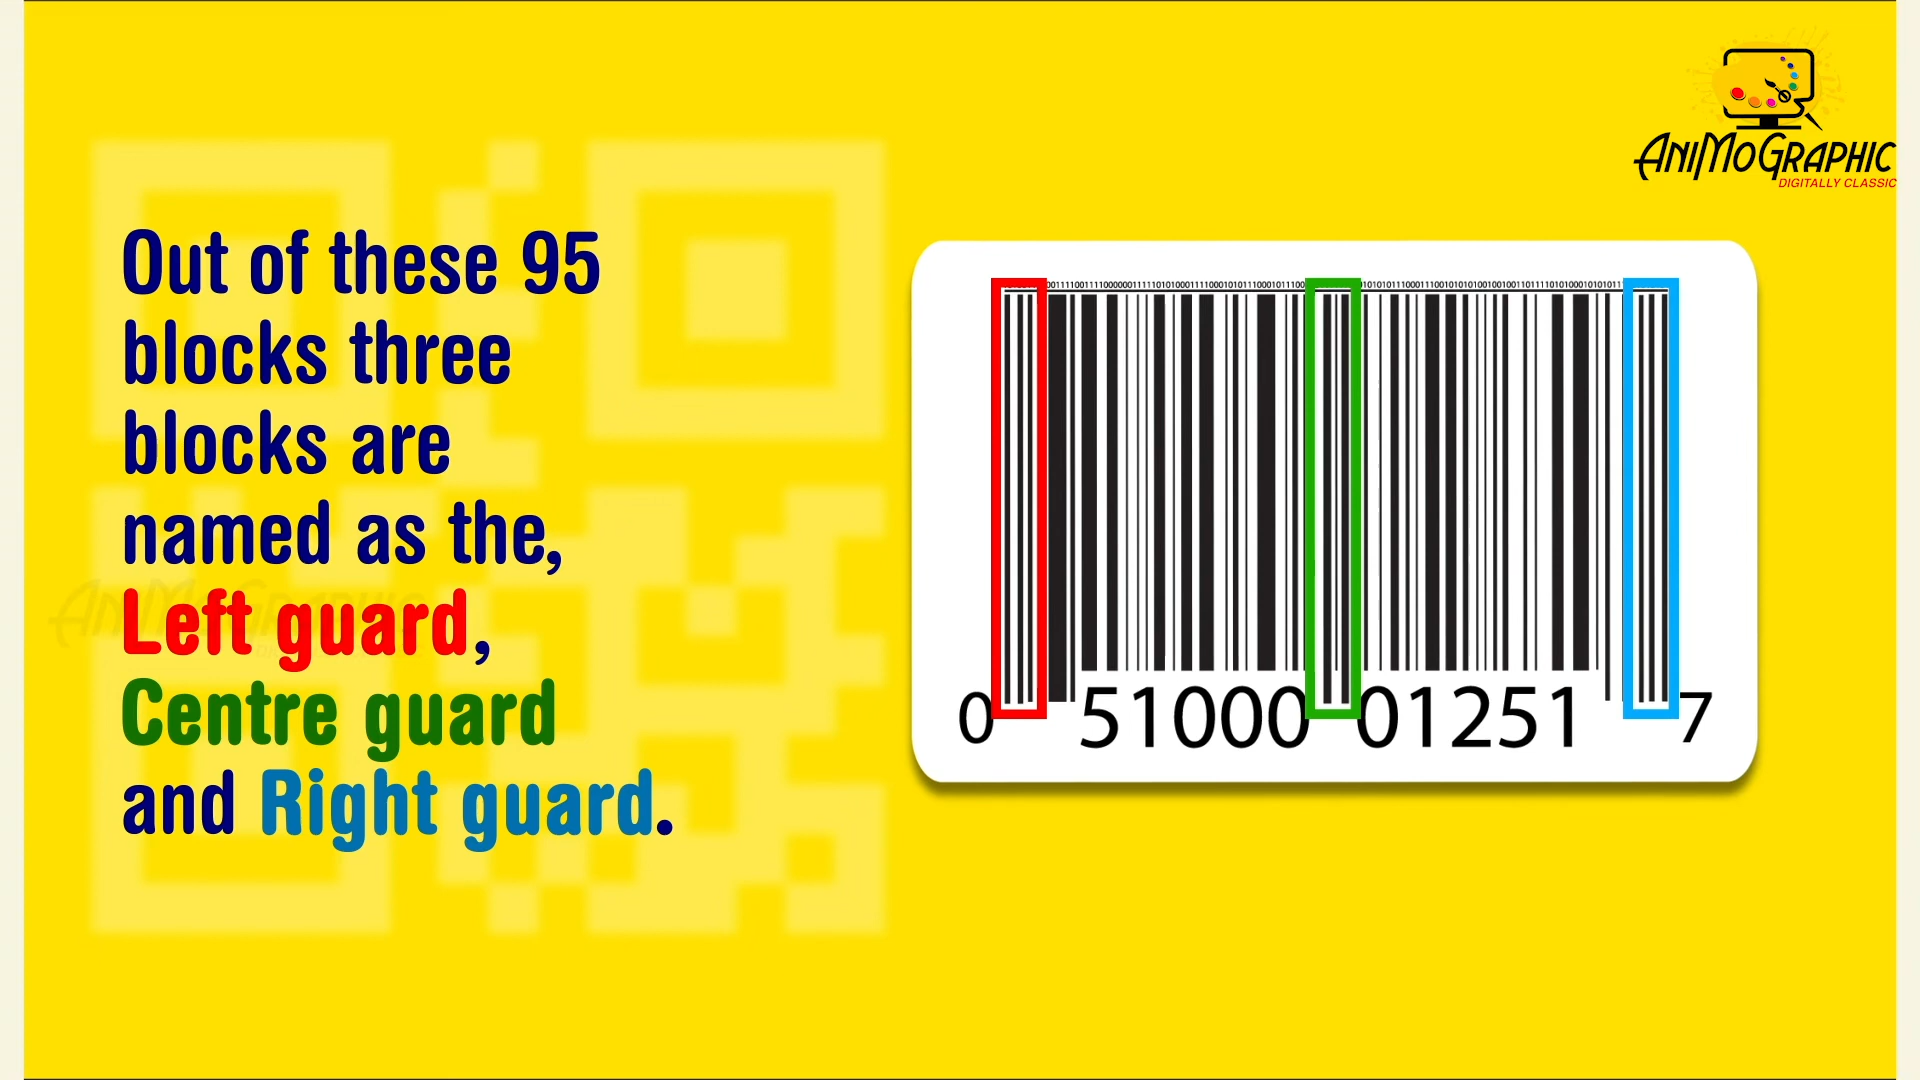 Out of these 95
blocks three
blocks are
named as the,
Left guard,
Centre guard
and Right guard.
ANIMOGRAPHIC
DIGITALLY CLASSIC
0 51000 01251 7